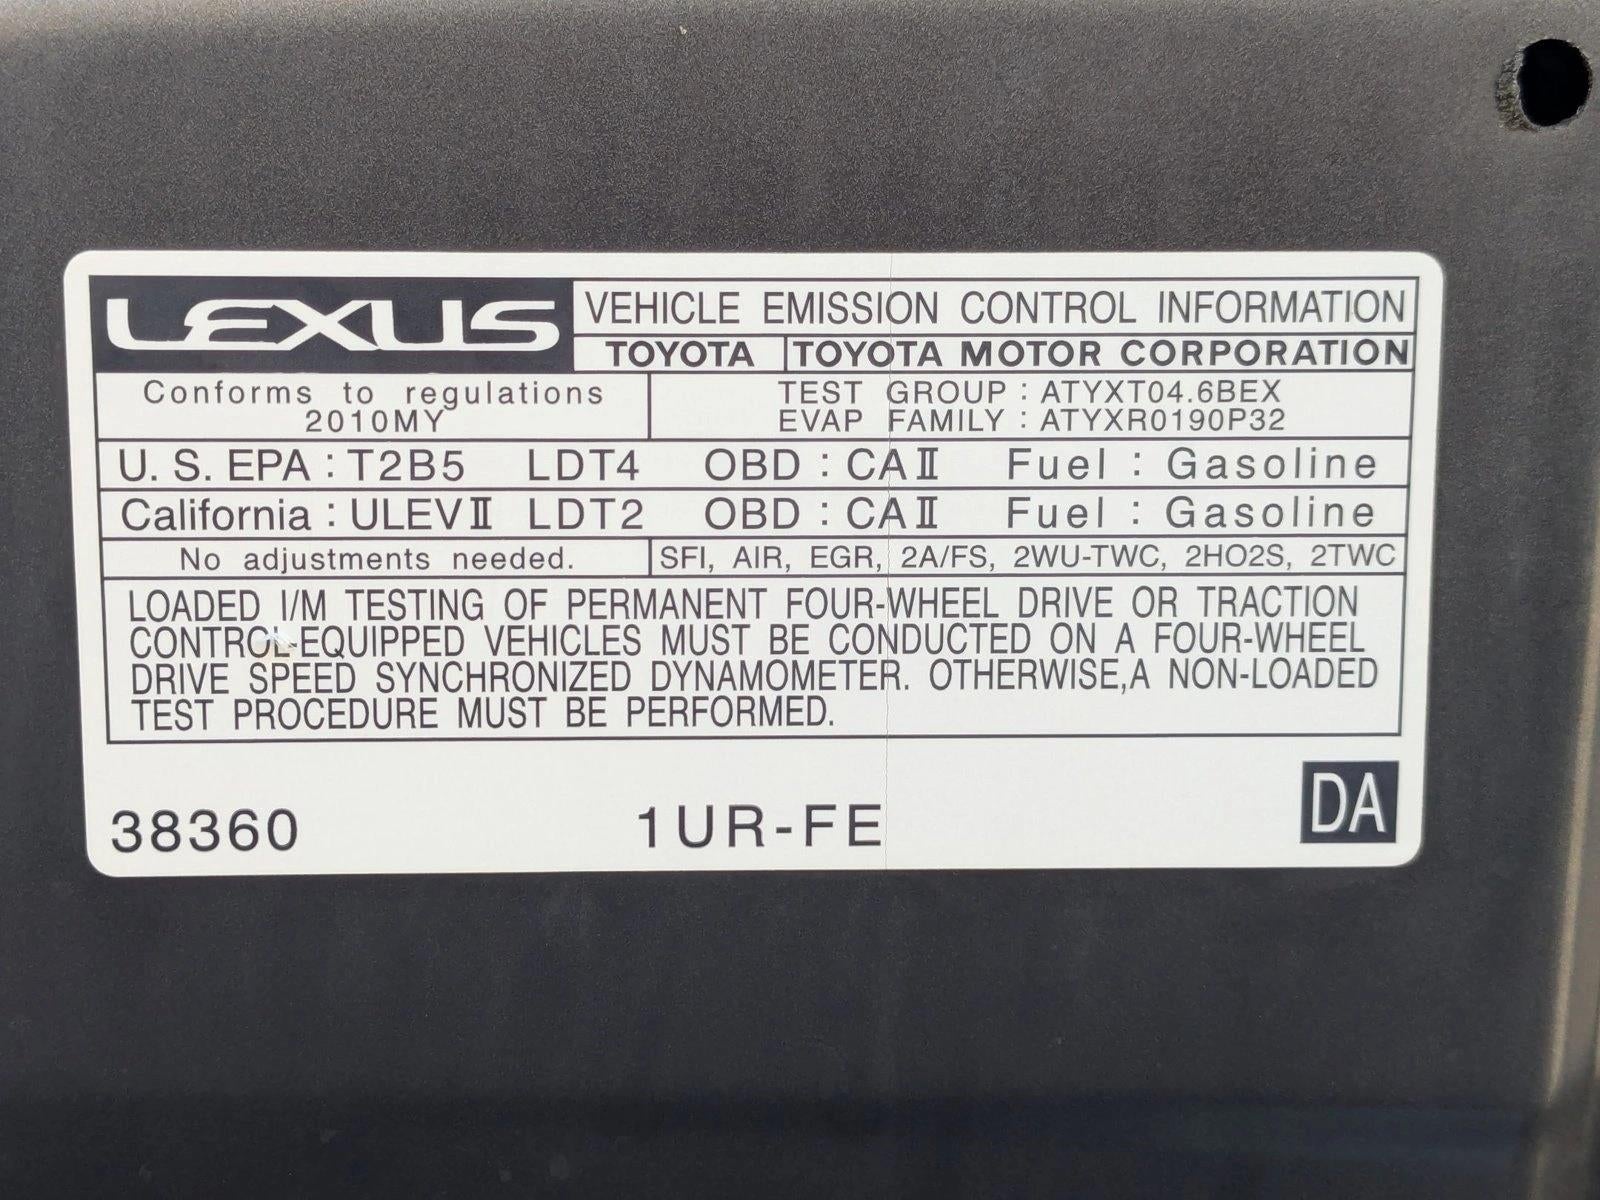 LEXUS
VEHICLE EMISSION CONTROL INFORMATION
TOYOTA TOYOTA MOTOR CORPORATION
Conforms to regulations
2010MY
TEST GROUP : ATYXT04.6BEX
EVAP FAMILY : ATYXR0190P32
U. S. EPA : T2B5 LDT4 OBD : CAⅡ Fuel : Gasoline
California : ULEVⅡ LDT2 OBD : CAⅡ Fuel : Gasoline
No adjustments needed.
SFI, AIR, EGR, 2A/FS, 2WU-TWC, 2HO2S, 2TWC
LOADED I/M TESTING OF PERMANENT FOUR-WHEEL DRIVE OR TRACTION
CONTROL-EQUIPPED VEHICLES MUST BE CONDUCTED ON A FOUR-WHEEL
DRIVE SPEED SYNCHRONIZED DYNAMOMETER. OTHERWISE,A NON-LOADED
TEST PROCEDURE MUST BE PERFORMED.
38360 1UR-FE DA